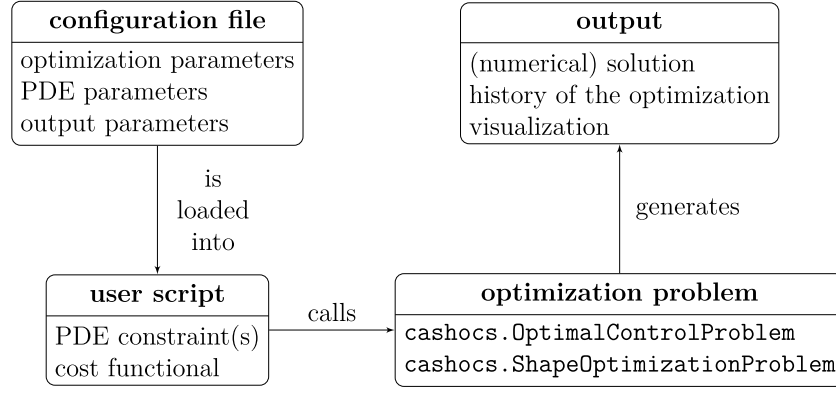 configuration file
optimization parameters
PDE parameters
output parameters
output
(numerical) solution
history of the optimization
visualization
is
loaded
into
generates
user script
PDE constraint(s)
cost functional
calls
optimization problem
cashocs.OptimalControlProblem
cashocs.ShapeOptimizationProblem